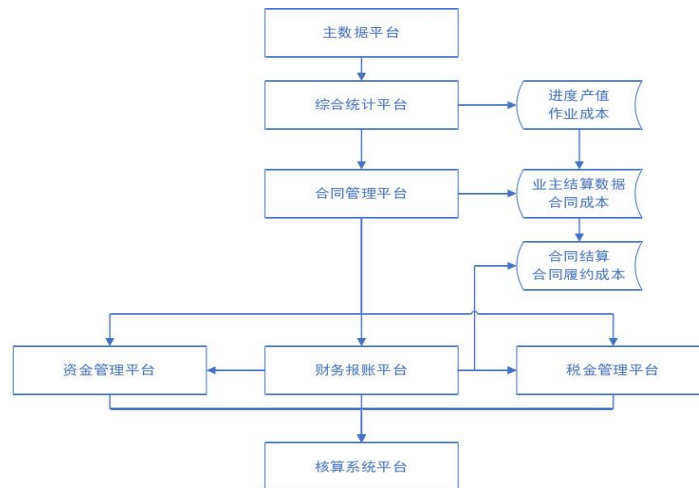 主数据平台
综合统计平台
进度产值
作业成本
合同管理平台
业主结算数据
合同成本
合同结算
合同履约成本
资金管理平台
财务报账平台
税金管理平台
核算系统平台